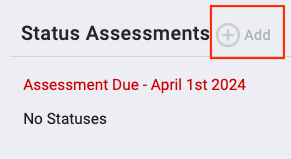 Status Assessments Add
Assessment Due - April 1st 2024
No Statuses